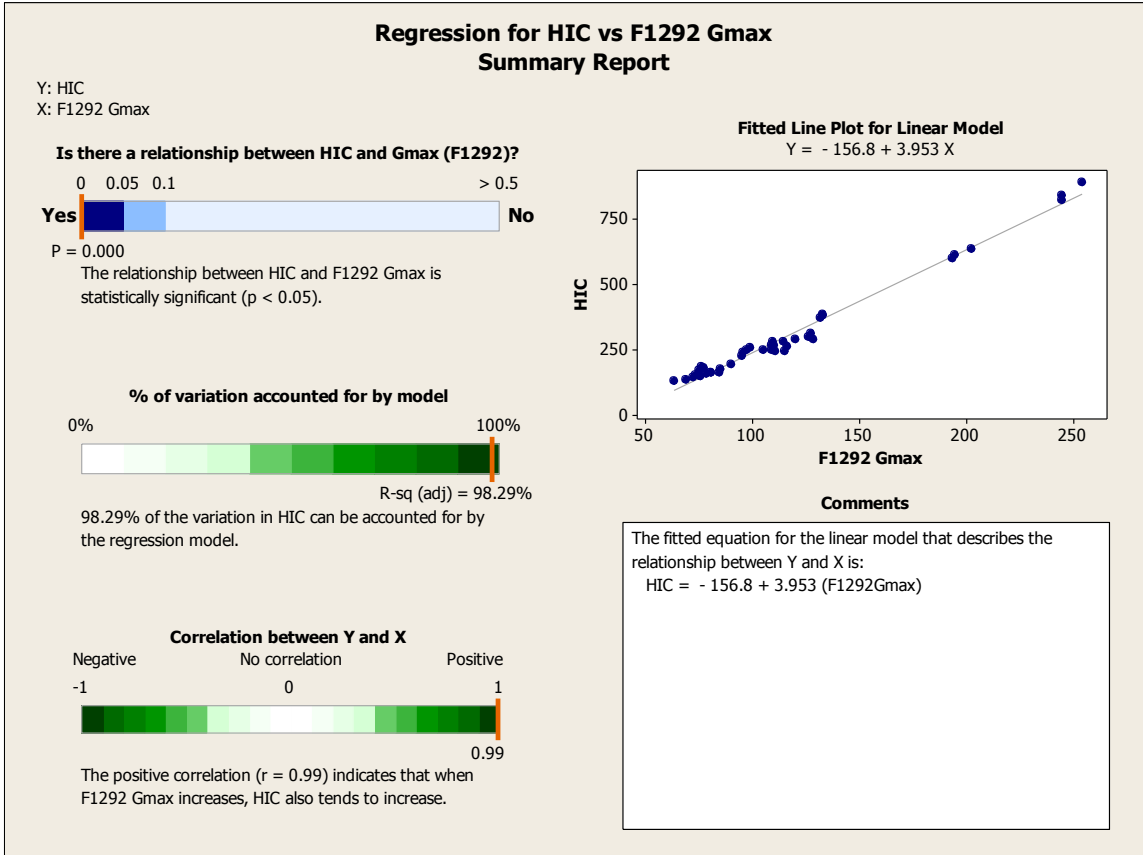 Regression for HIC vs F1292 Gmax
Summary Report
Y: HIC
X: F1292 Gmax
Is there a relationship between HIC and Gmax (F1292)?
0 0.05 0.1 > 0.5
Yes No
P = 0.000
The relationship between HIC and F1292 Gmax is
statistically significant (p < 0.05).
% of variation accounted for by model
0% 100%
R-sq (adj) = 98.29%
98.29% of the variation in HIC can be accounted for by
the regression model.
Correlation between Y and X
Negative No correlation Positive
-1 0 1
0.99
The positive correlation (r = 0.99) indicates that when
F1292 Gmax increases, HIC also tends to increase.
Fitted Line Plot for Linear Model
Y = - 156.8 + 3.953 X
750
500
250
0
HIC
50 100 150 200 250
F1292 Gmax
Comments
The fitted equation for the linear model that describes the
relationship between Y and X is:
HIC = - 156.8 + 3.953 (F1292Gmax)